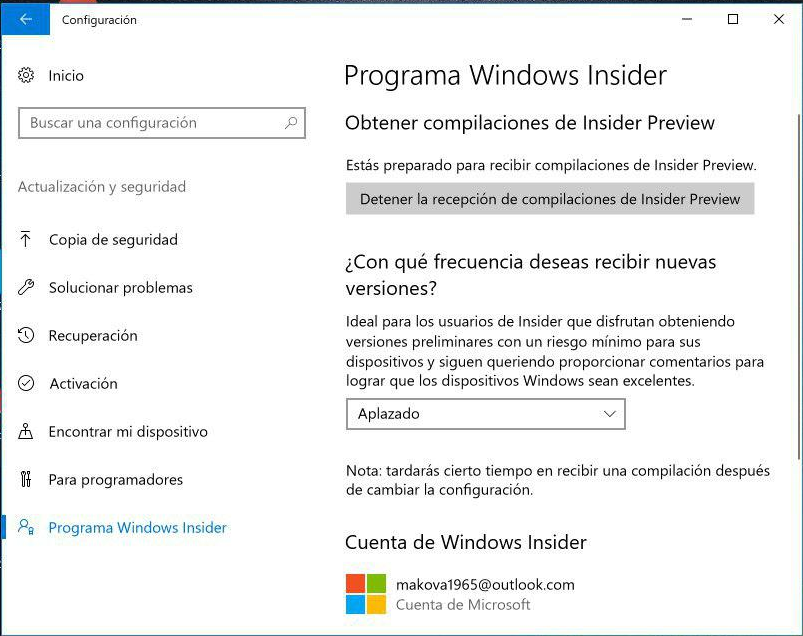 Configuración
Inicio
Buscar una configuración
Actualización y seguridad
Copia de seguridad
Solucionar problemas
Recuperación
Activación
Encontrar mi dispositivo
Para programadores
Programa Windows Insider
Programa Windows Insider
Obtener compilaciones de Insider Preview
Estás preparado para recibir compilaciones de Insider Preview.
Detener la recepción de compilaciones de Insider Preview
¿Con qué frecuencia deseas recibir nuevas
versiones?
Ideal para los usuarios de Insider que disfrutan obteniendo
versiones preliminares con un riesgo mínimo para sus
dispositivos y siguen queriendo proporcionar comentarios para
lograr que los dispositivos Windows sean excelentes.
Aplazado
Nota: tardarás cierto tiempo en recibir una compilación después
de cambiar la configuración.
Cuenta de Windows Insider
makova1965@outlook.com
Cuenta de Microsoft